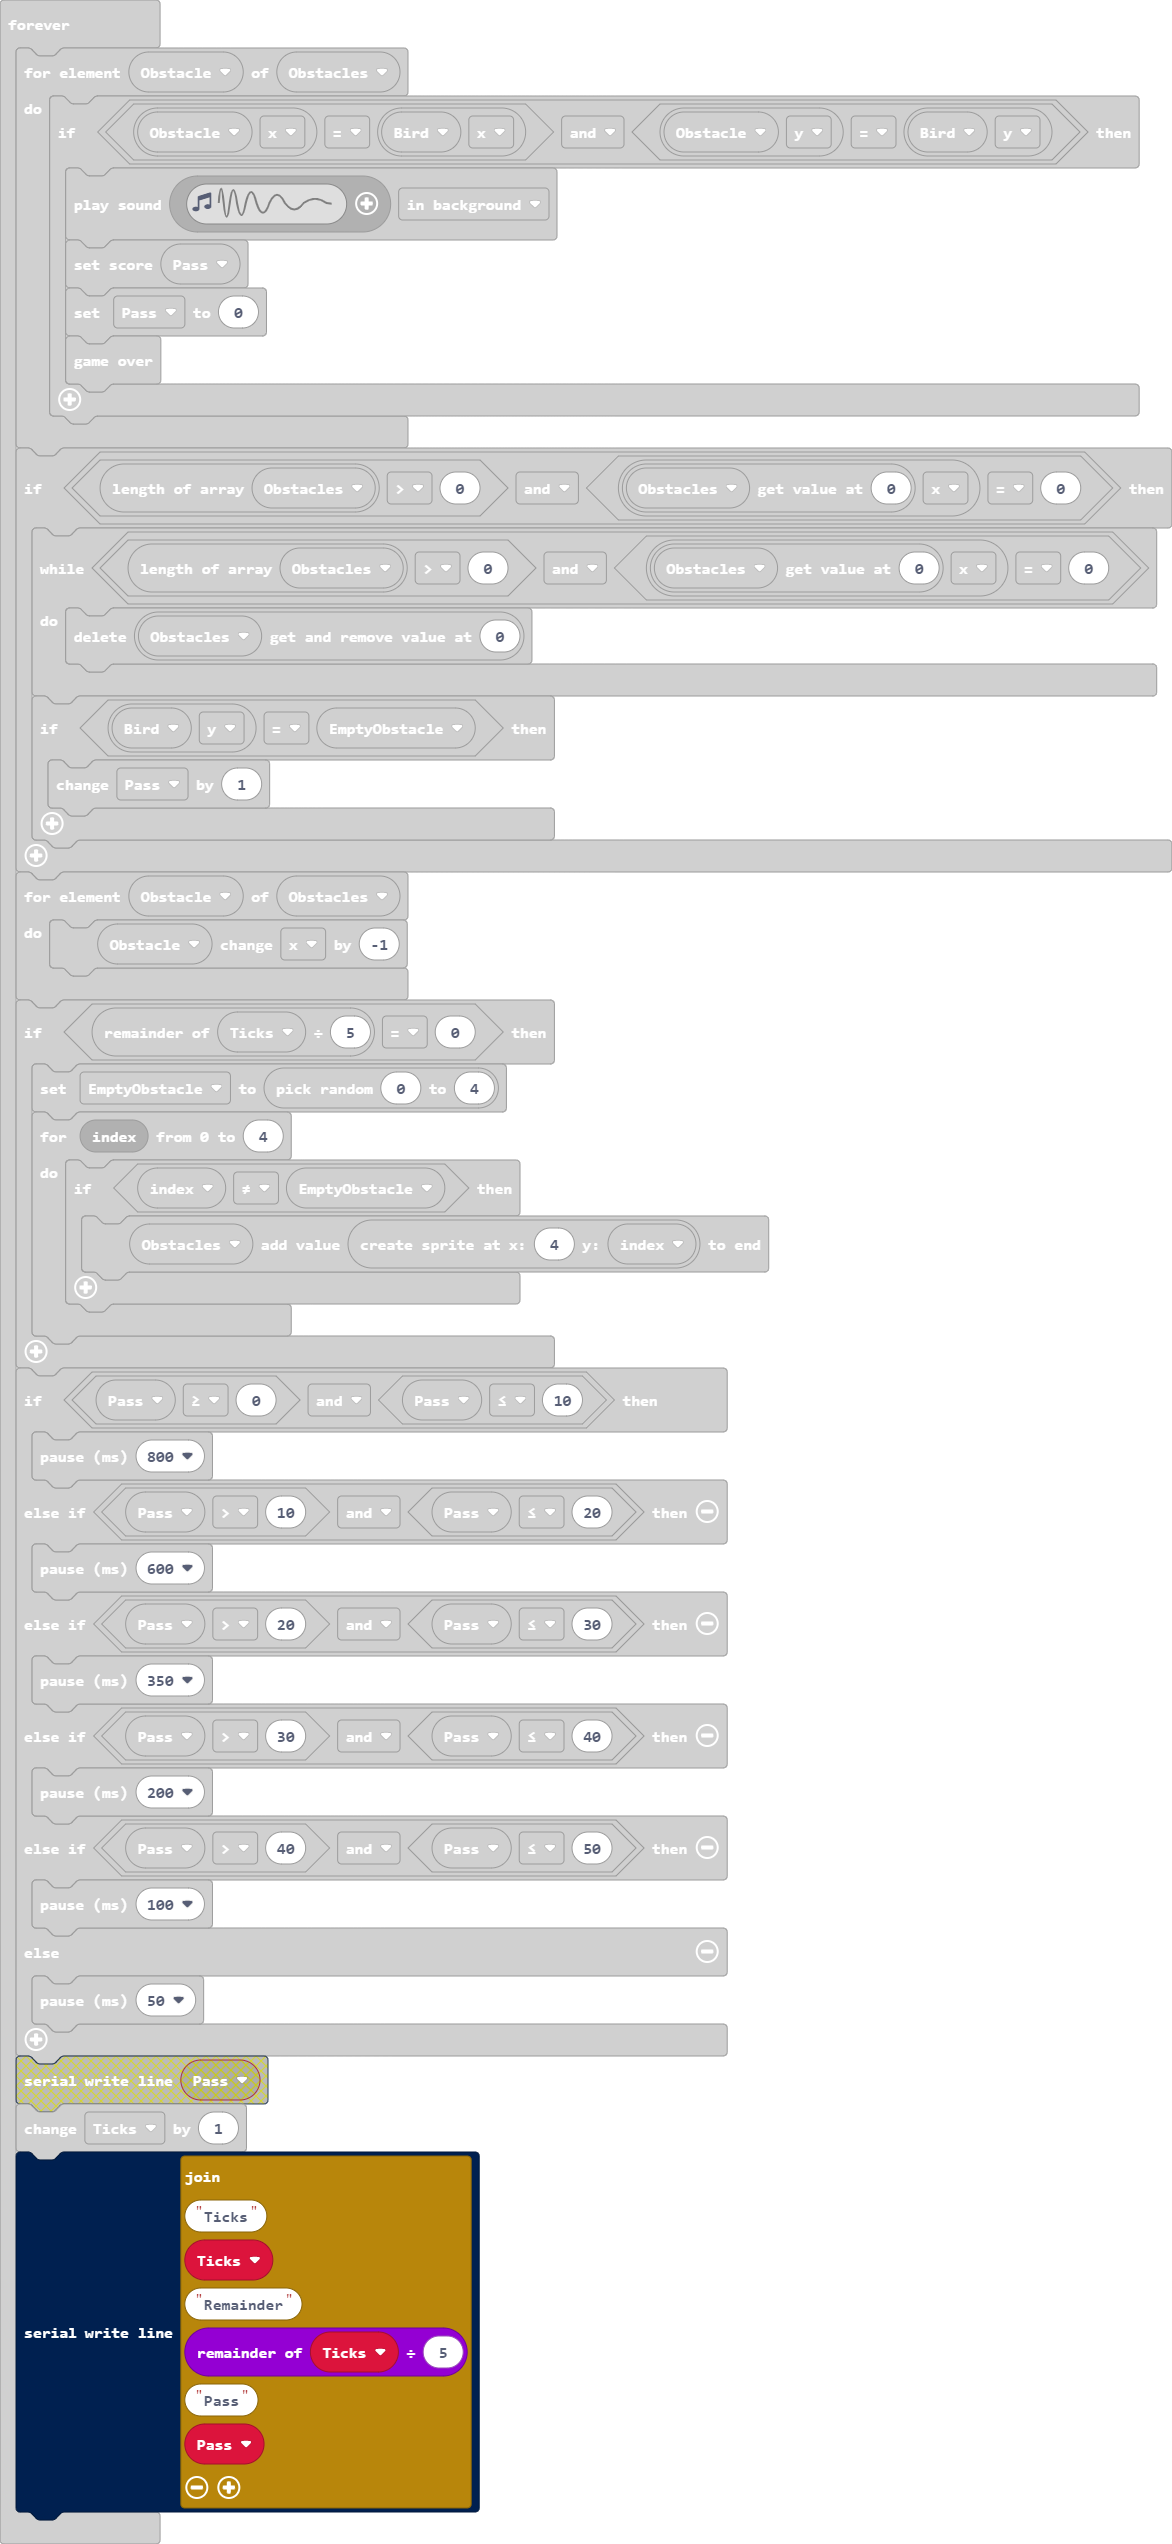 forever
for element Obstacle of Obstacles
do
if Obstacle x = Bird x and Obstacle y = Bird y then
play sound in background
set score Pass
set Pass to 0
game over
if length of array Obstacles > 0 and Obstacles get value at 0 x = 0 then
while length of array Obstacles > 0 and Obstacles get value at 0 x = 0
do
delete Obstacles get and remove value at 0
if Bird y = EmptyObstacle then
change Pass by 1
for element Obstacle of Obstacles
do
Obstacle change x by -1
if remainder of Ticks ÷ 5 = 0 then
set EmptyObstacle to pick random 0 to 4
for index from 0 to 4
do
if index ≠ EmptyObstacle then
Obstacles add value create sprite at x: 4 y: index to end
if Pass ≥ 0 and Pass ≤ 10 then
pause (ms) 800
else if Pass > 10 and Pass ≤ 20 then
pause (ms) 600
else if Pass > 20 and Pass ≤ 30 then
pause (ms) 350
else if Pass > 30 and Pass ≤ 40 then
pause (ms) 200
else if Pass > 40 and Pass ≤ 50 then
pause (ms) 100
else
pause (ms) 50
serial write line Pass
change Ticks by 1
join
"Ticks"
Ticks
"Remainder"
serial write line
remainder of Ticks ÷ 5
"Pass"
Pass